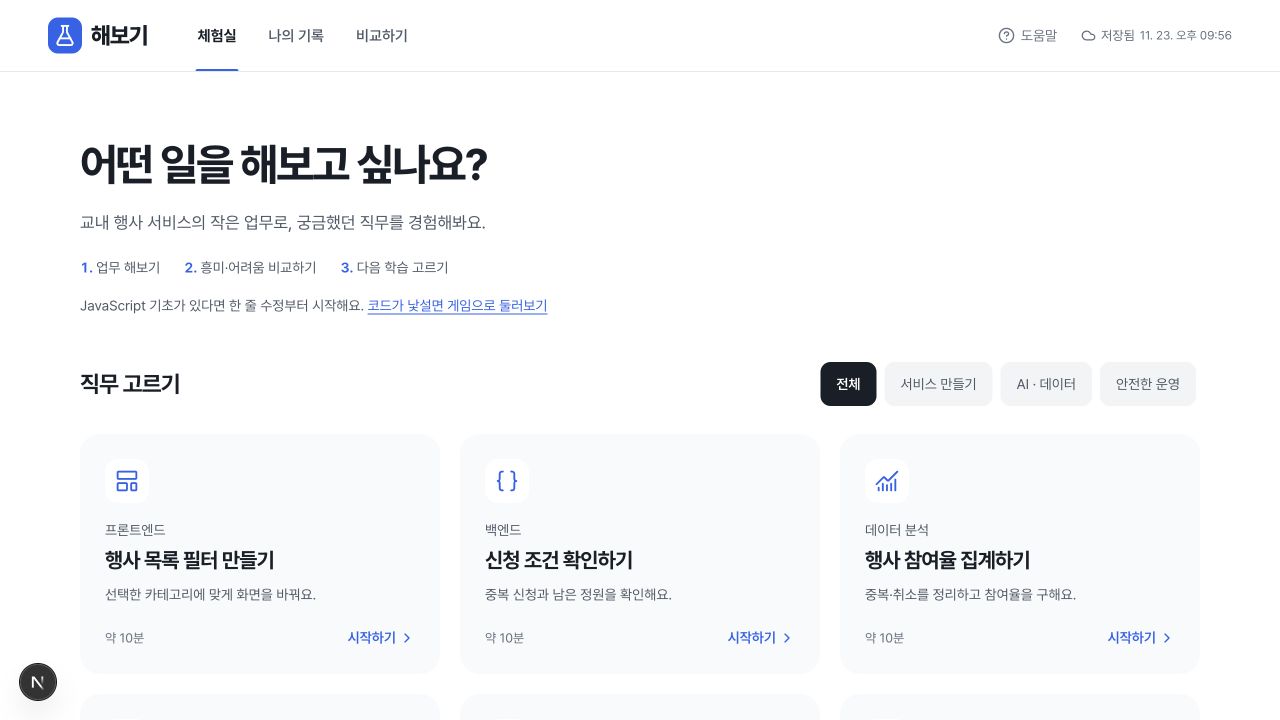 해보기
체험실 나의 기록 비교하기
도움말 저장됨 11. 23. 오후 09:56
어떤 일을 해보고 싶나요?
교내 행사 서비스의 작은 업무로, 궁금했던 직무를 경험해봐요.
1. 업무 해보기 2. 흥미·어려움 비교하기 3. 다음 학습 고르기
JavaScript 기초가 있다면 한 줄 수정부터 시작해요. 코드가 낯설면 게임으로 둘러보기
직무 고르기
전체 서비스 만들기 AI · 데이터 안전한 운영
프론트엔드
행사 목록 필터 만들기
선택한 카테고리에 맞게 화면을 바꿔요.
약 10분 시작하기
백엔드
신청 조건 확인하기
중복 신청과 남은 정원을 확인해요.
약 10분 시작하기
데이터 분석
행사 참여율 집계하기
중복·취소를 정리하고 참여율을 구해요.
약 10분 시작하기
N